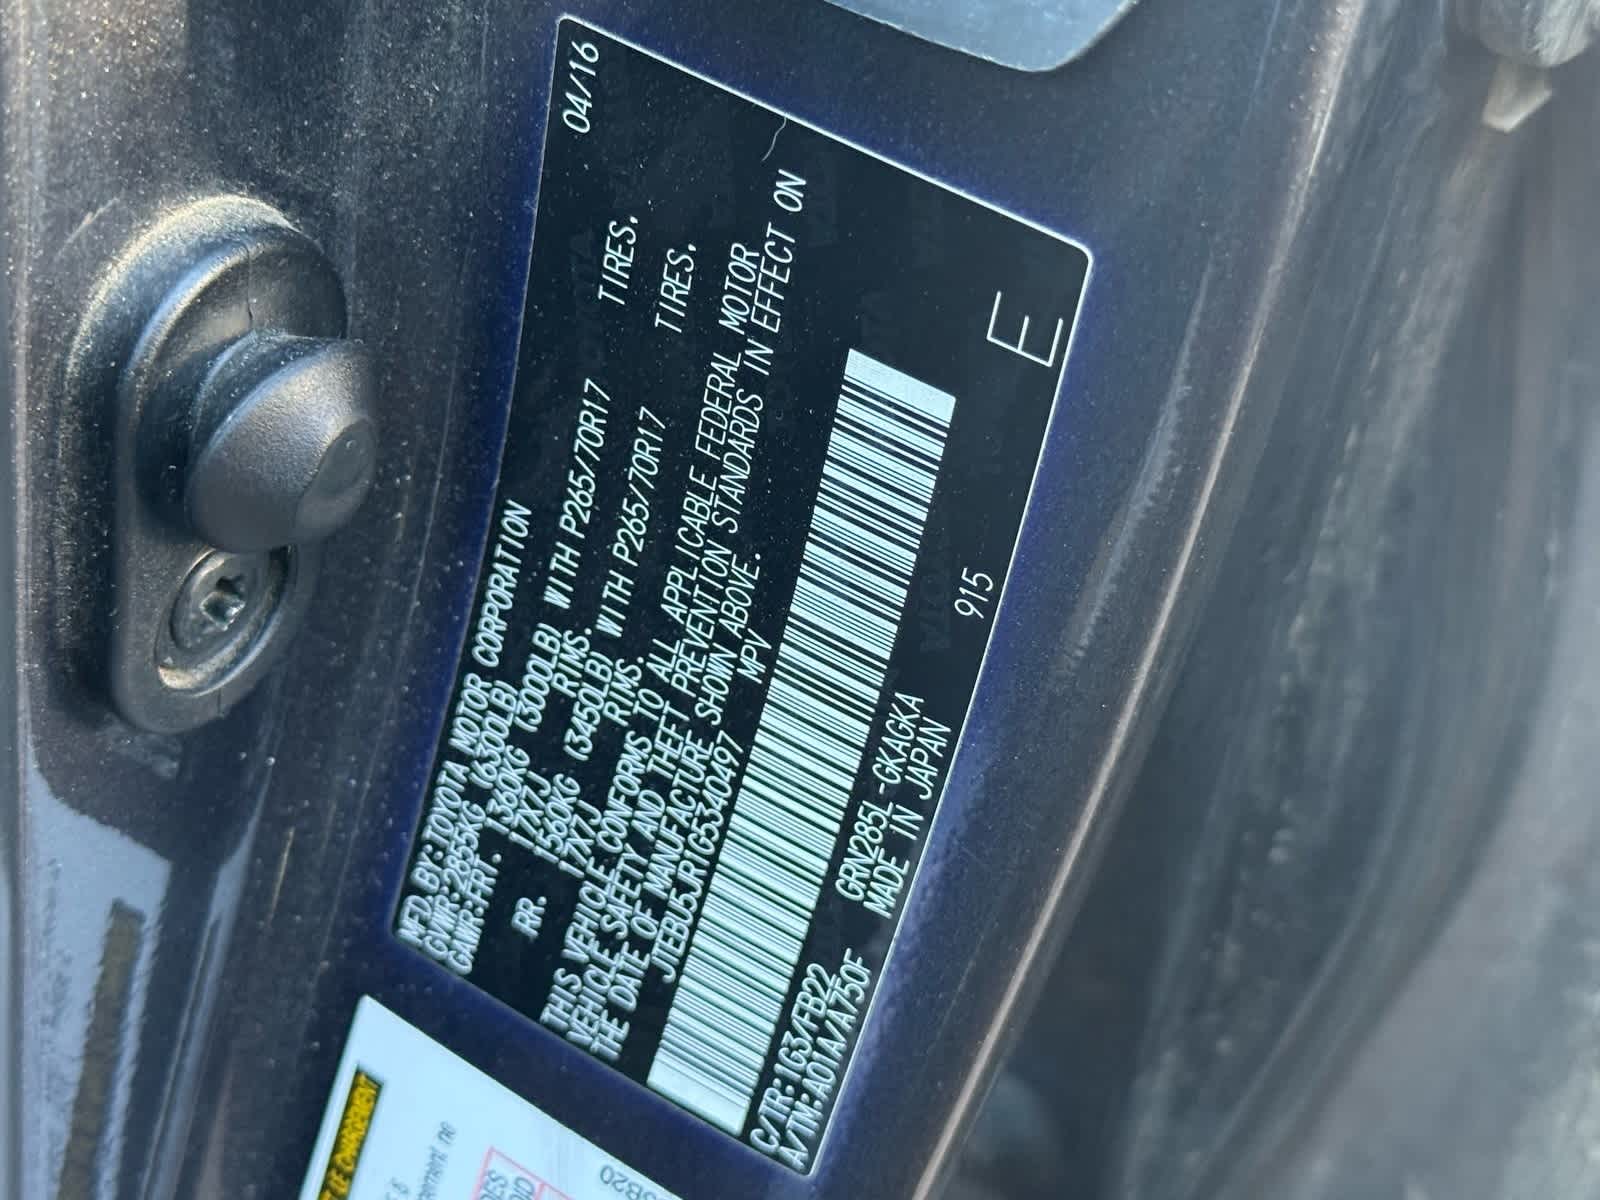 MFD. BY: TOYOTA MOTOR CORPORATION 04/16
GVWR: 2855KG (6300LB)
GAWR: FRT. 1360KG (3000LB) WITH P265/70R17 TIRES.
17X7J RIMS.
RR. 1560KG (3450LB) WITH P265/70R17 TIRES.
17X7J RIMS.
THIS VEHICLE CONFORMS TO ALL APPLICABLE FEDERAL MOTOR
VEHICLE SAFETY AND THEFT PREVENTION STANDARDS IN EFFECT ON
THE DATE OF MANUFACTURE SHOWN ABOVE.
JTEBU5JR1G5340497 MPV
C/TR: 1G3/FB22 GRN285L-GKAGKA 915
A/TM: A01A/A750F MADE IN JAPAN
E
LE CHARGEMENT